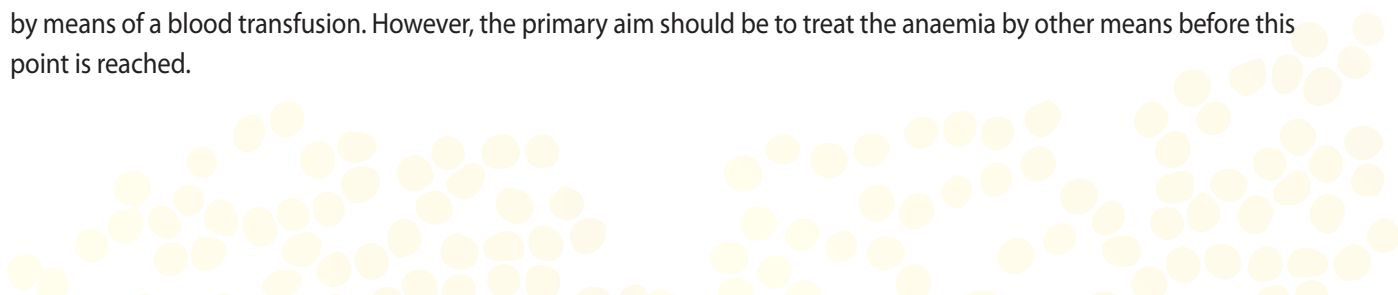 by means of a blood transfusion. However, the primary aim should be to treat the anaemia by other means before this
point is reached.